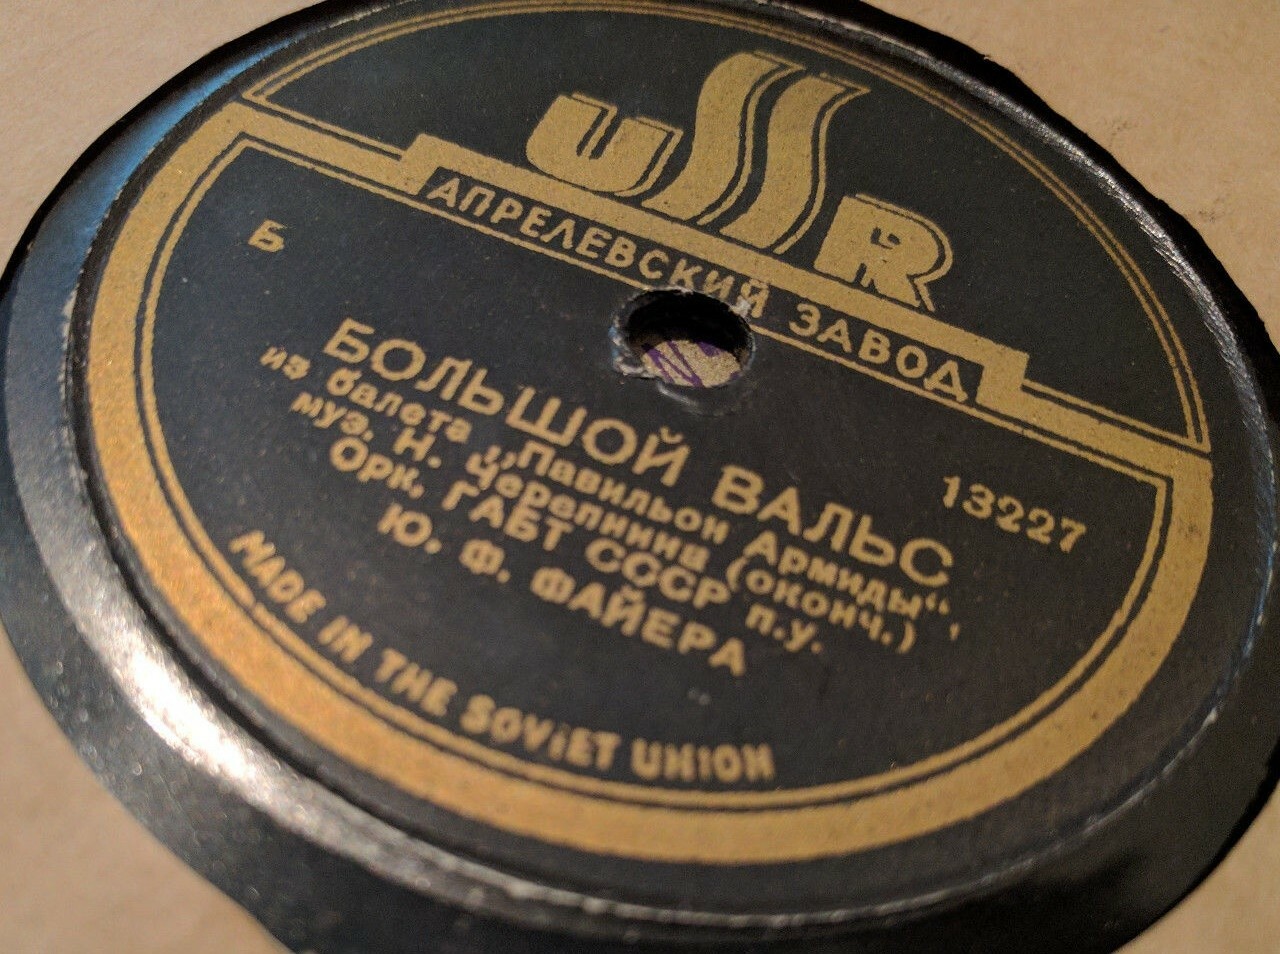 USSR
АПРЕЛЕВСКИЙ ЗАВОД
Б
13227
БОЛЬШОЙ ВАЛЬС
из балета „Павильон Армиды“,
муз. Н. Черепнина (оконч.)
Орк. ГАБТ СССР п.у.
Ю. Ф. ФАЙЕРА
MADE IN THE SOVIET UNION